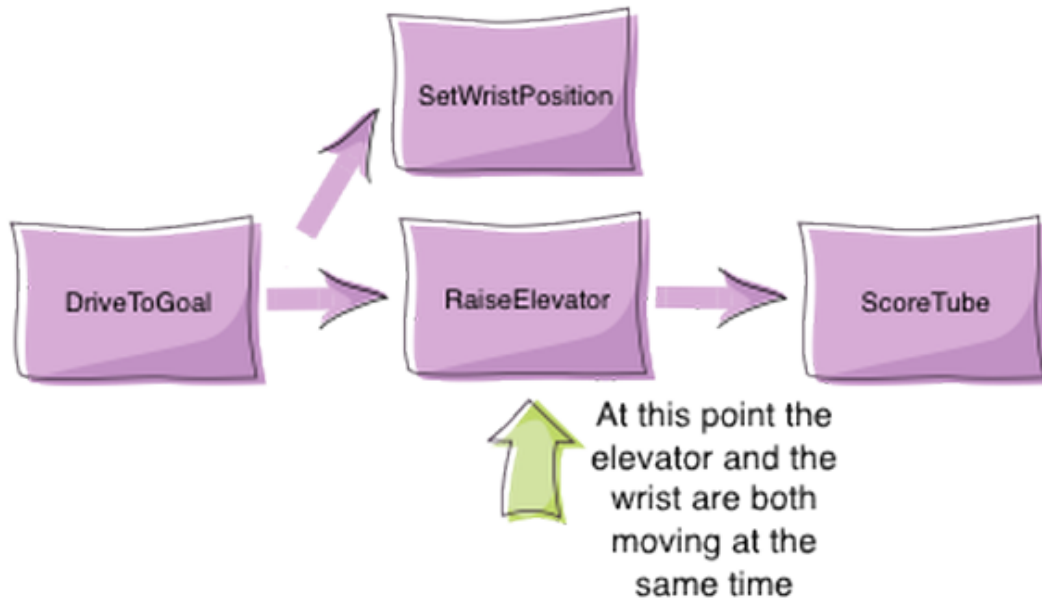 SetWristPosition
DriveToGoal
RaiseElevator
ScoreTube
At this point the
elevator and the
wrist are both
moving at the
same time